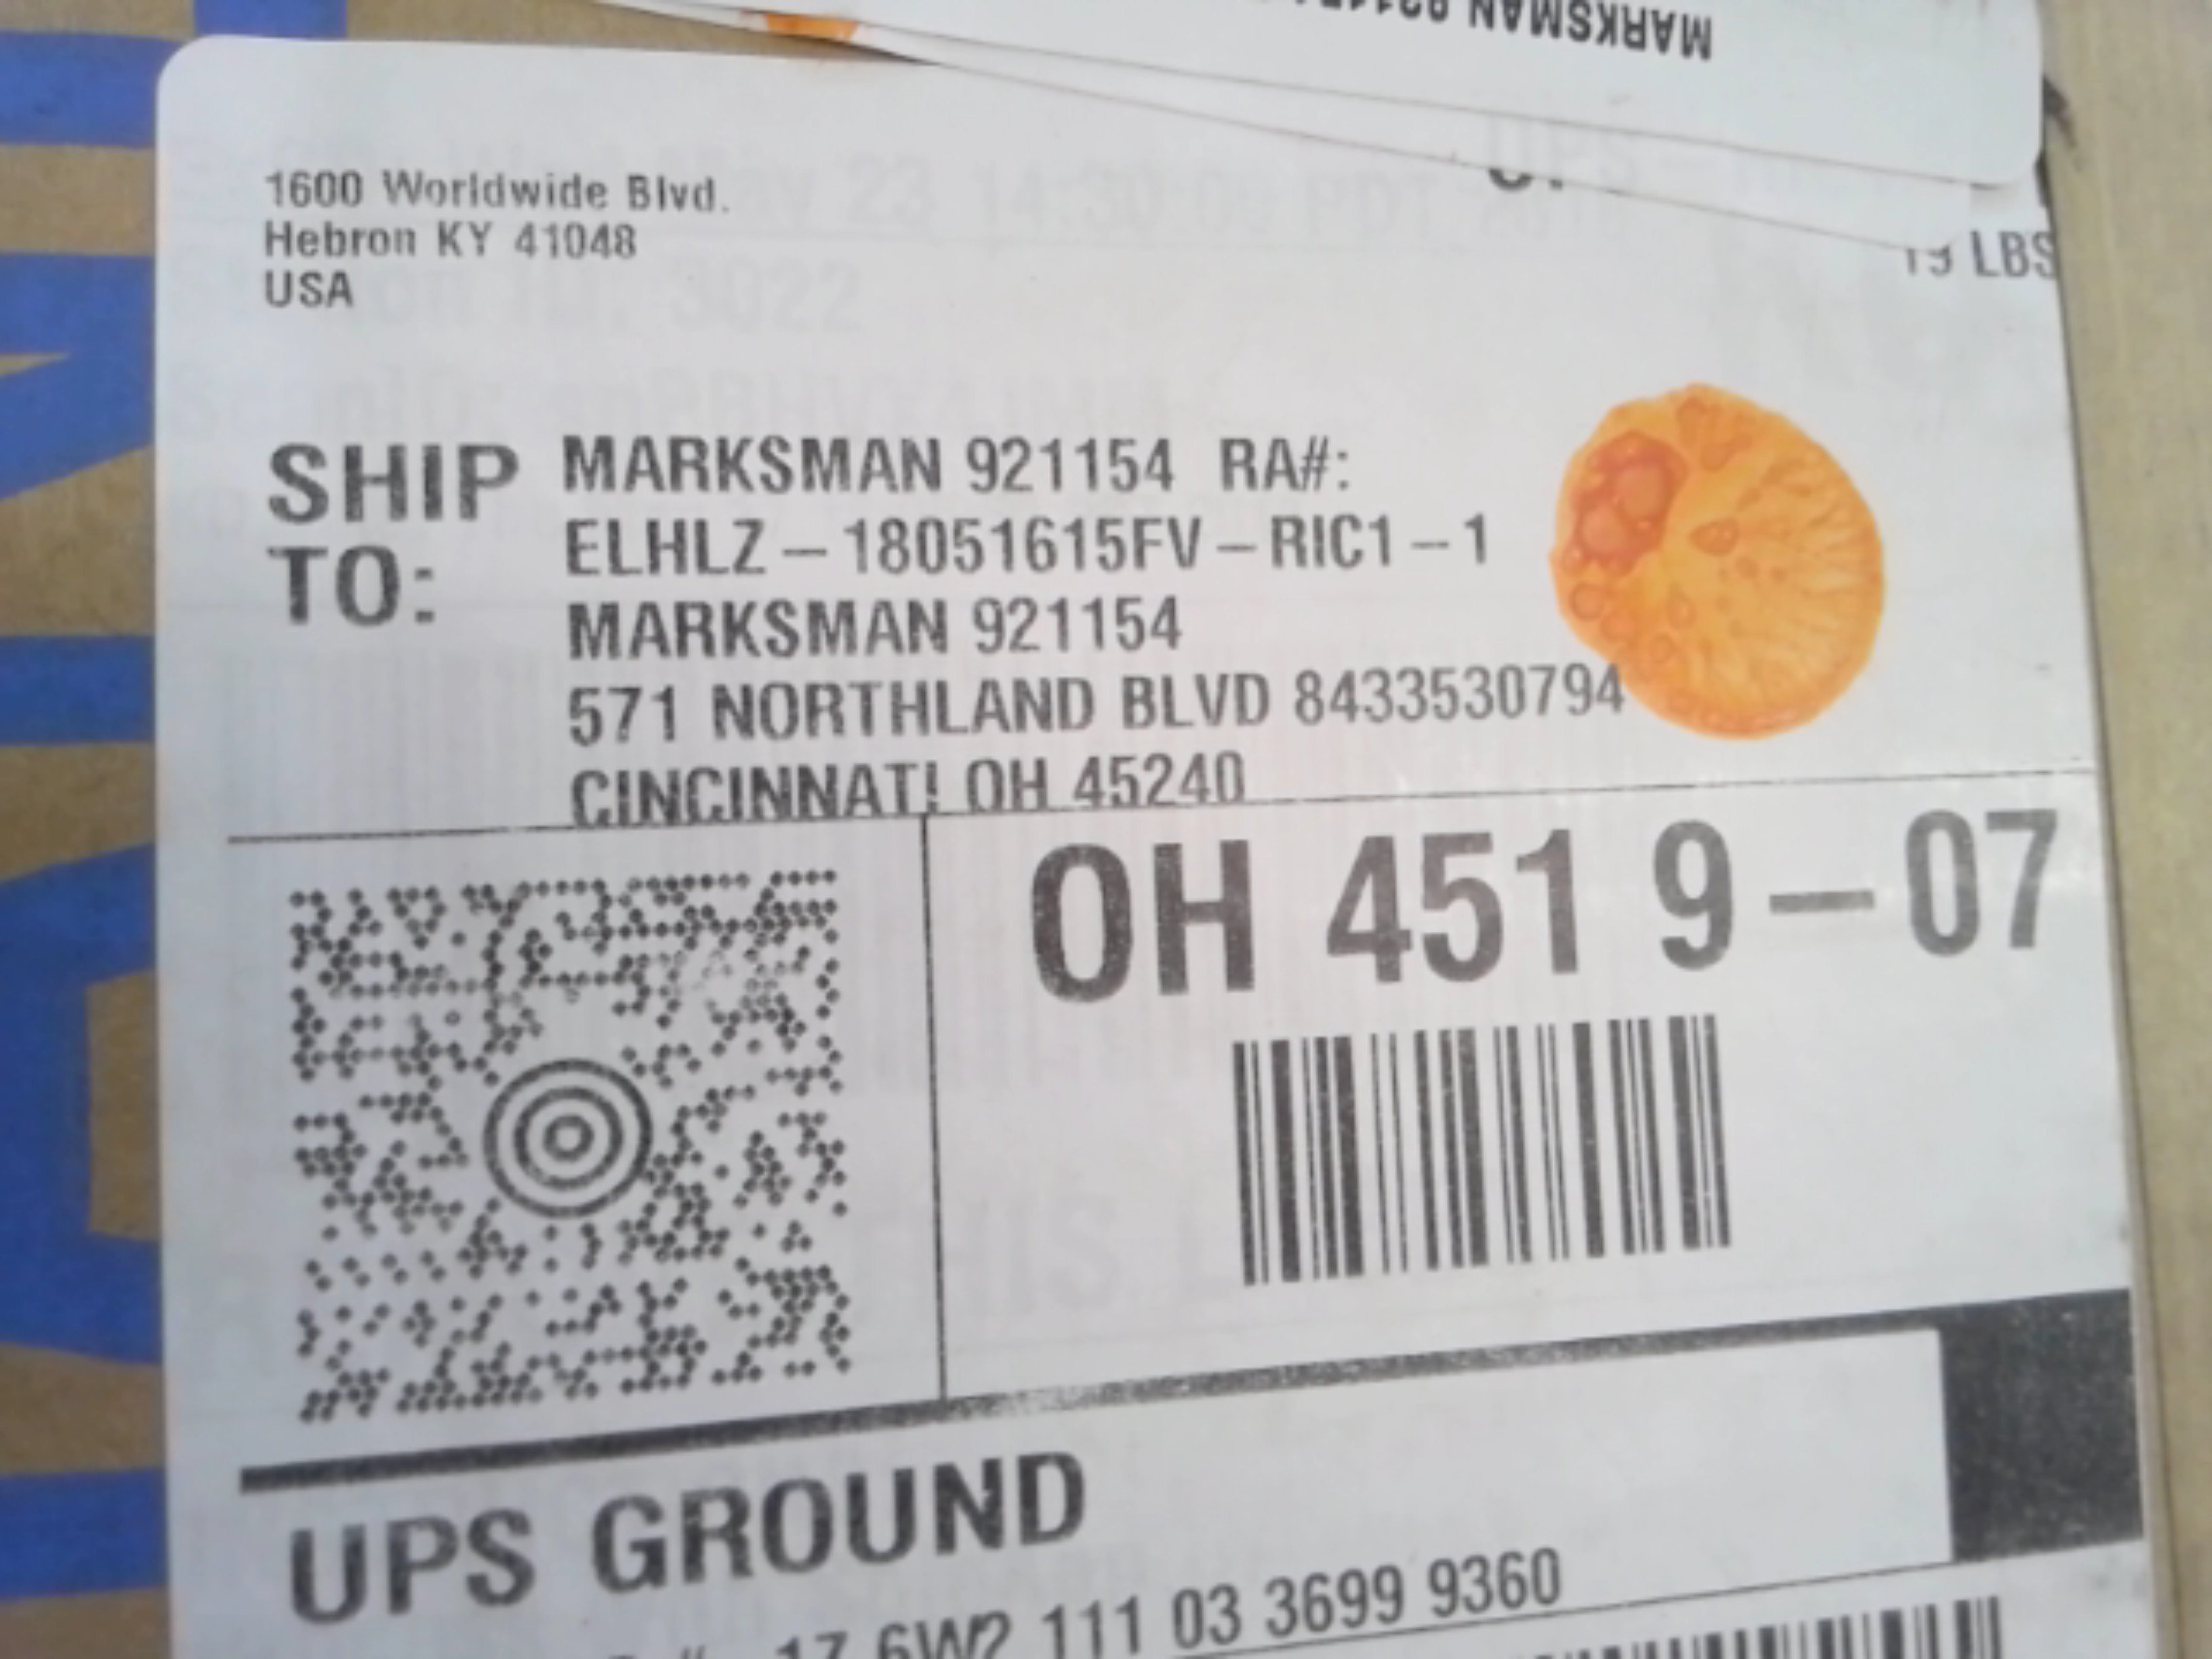 MARKSMAN
1600 Worldwide Blvd.
Hebron KY 41048
USA
LBS
SHIP TO:
MARKSMAN 921154 RA#:
ELHLZ-18051615FV-RIC1-1
MARKSMAN 921154
571 NORTHLAND BLVD 8433530794
CINCINNATI OH 45240
OH 451 9-07
UPS GROUND
6W2 111 03 3699 9360